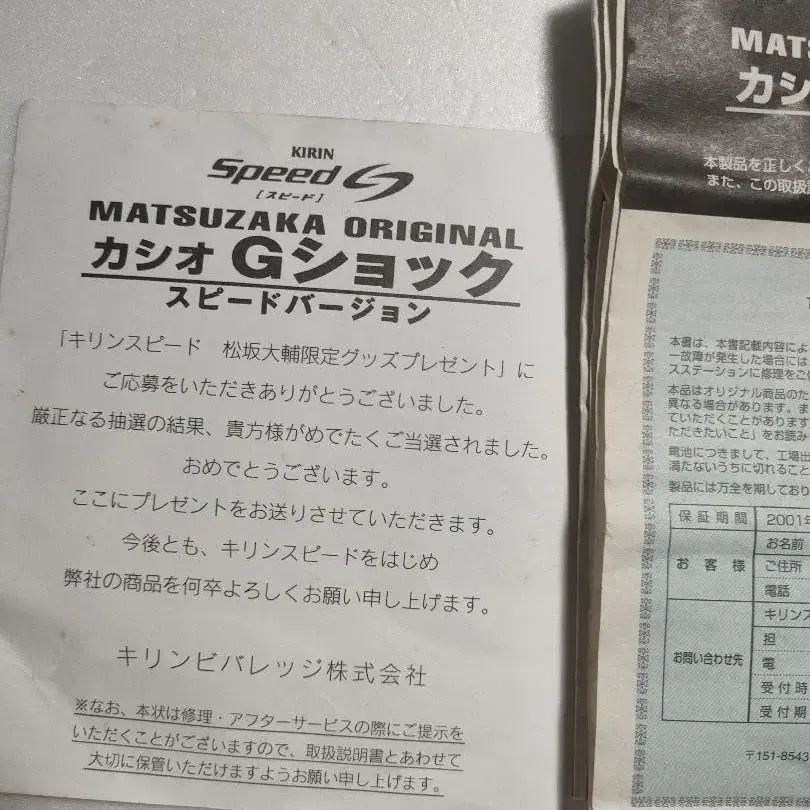 KIRIN
Speed
[スピード]
MATSUZAKA ORIGINAL
カシオ Gショック
スピードバージョン
「キリンスピード 松坂大輔限定グッズプレゼント」に
ご応募をいただきありがとうございました。
厳正なる抽選の結果、貴方様がめでたくご当選されました。
おめでとうございます。
ここにプレゼントをお送りさせていただきます。
今後とも、キリンスピードをはじめ
弊社の商品を何卒よろしくお願い申し上げます。
キリンビバレッジ株式会社
※なお、本状は修理・アフターサービスの際にご提示を
いただくことがございますので、取扱説明書とあわせて
大切に保管いただけますようお願い申し上げます。
MATS
カシ
本製品を正しく
また、この取扱
本書は、本書記載内容によ
一故障が発生した場合には
スステーションに修理をご
本品はオリジナル商品のた
異なる場合があります。ま
ていただくことがあります
ただきたいこと」をお読み
電池につきまして、工場出
満たないうちに切れること
製品には万全を期しており
保証期間 2001年
お客様 お名前
ご住所
電話
お問い合わせ先 キリンス
担
電
受付時
受付期
〒151-8543